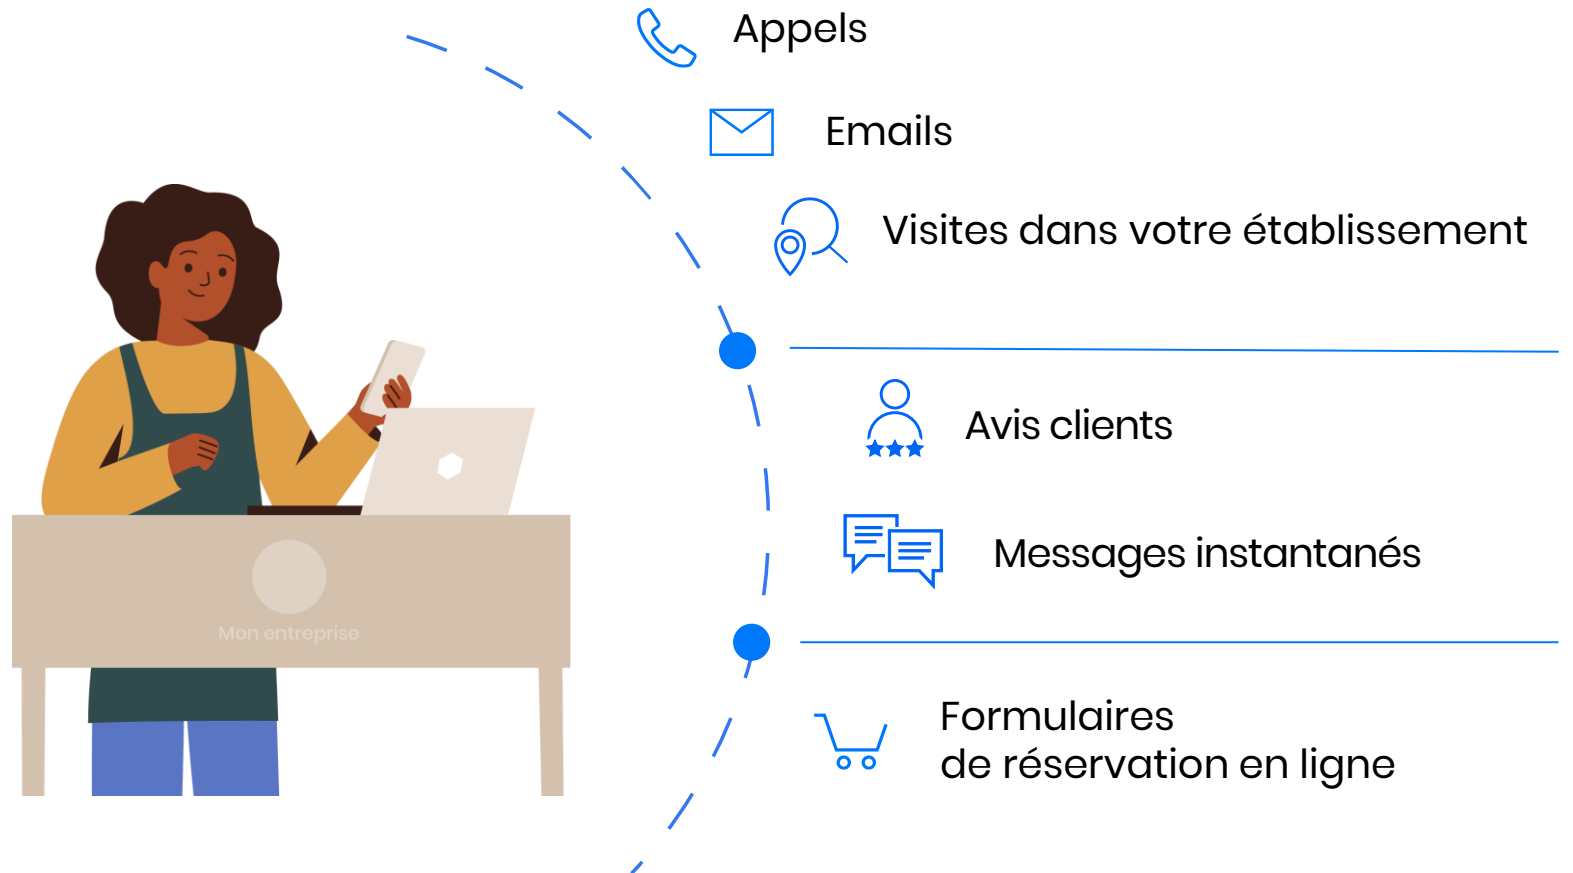 Appels
Emails
Visites dans votre établissement
Avis clients
Messages instantanés
Mon entreprise
Formulaires
de réservation en ligne